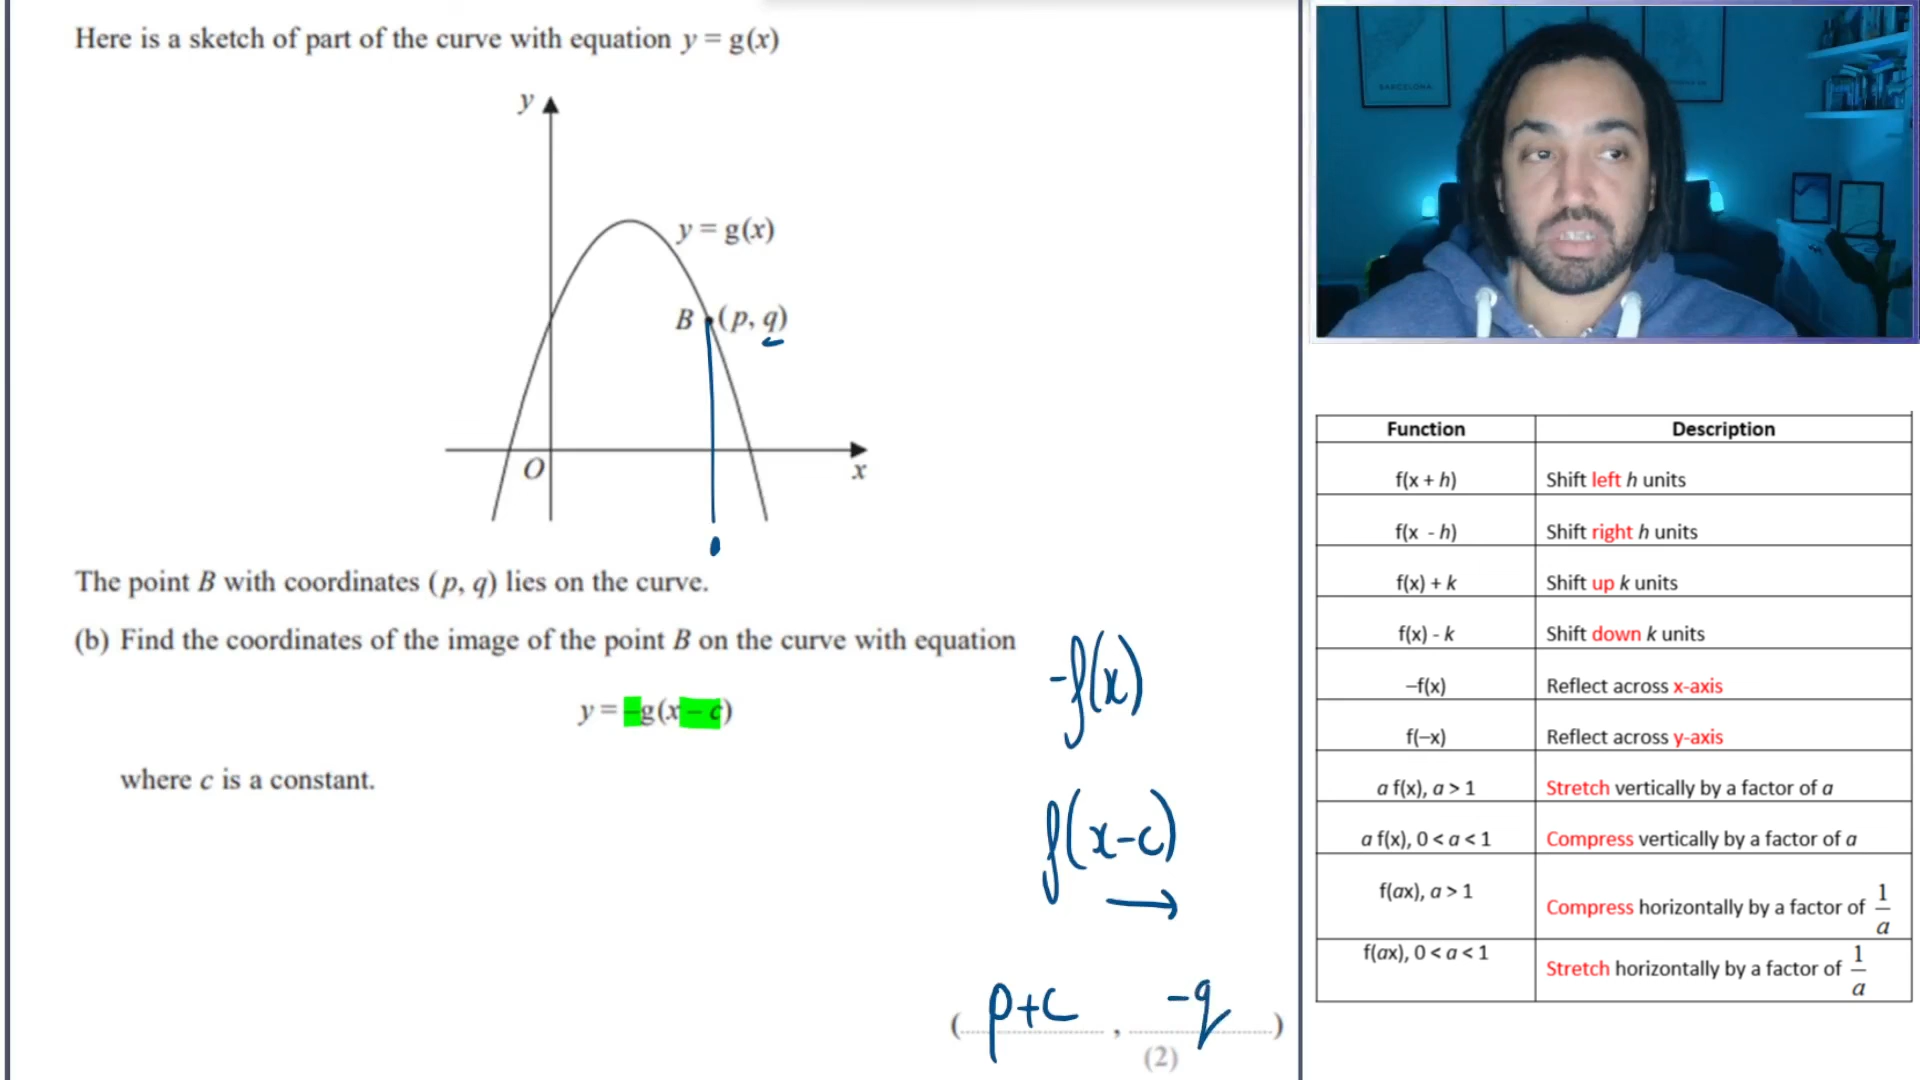 Here is a sketch of part of the curve with equation y = g(x)
y
y = g(x)
B (p, q)
O
x
The point B with coordinates (p, q) lies on the curve.
(b) Find the coordinates of the image of the point B on the curve with equation
y = –g(x – c)
where c is a constant.
-f(x)
f(x-c)
( p+c , -q )
(2)
BARCELONA
Function Description
f(x + h) Shift left h units
f(x - h) Shift right h units
f(x) + k Shift up k units
f(x) - k Shift down k units
–f(x) Reflect across x-axis
f(–x) Reflect across y-axis
a f(x), a > 1 Stretch vertically by a factor of a
a f(x), 0 < a < 1 Compress vertically by a factor of a
f(ax), a > 1 Compress horizontally by a factor of 1/a
f(ax), 0 < a < 1 Stretch horizontally by a factor of 1/a